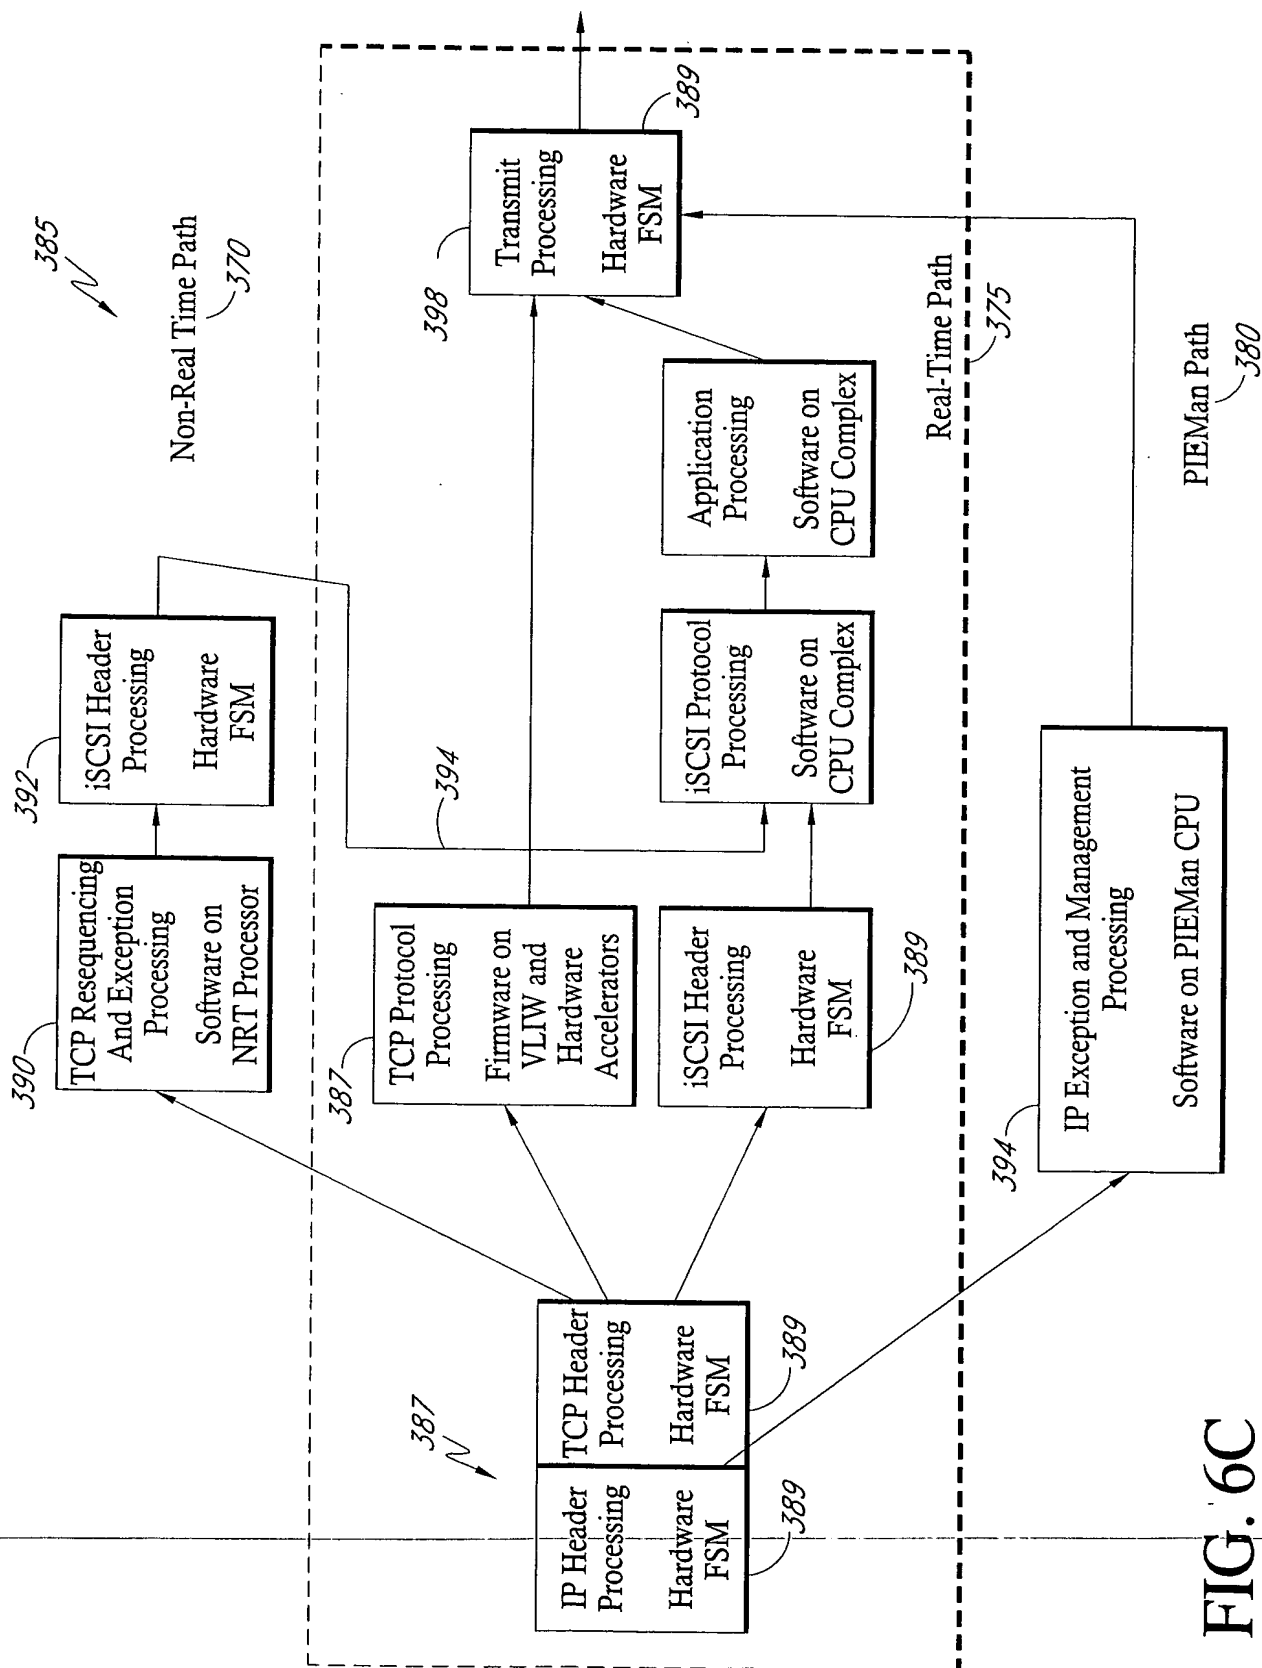 385
Non-Real Time Path
370
390
TCP Resequencing
And Exception
Processing
Software on
NRT Processor
392
iSCSI Header
Processing
Hardware
FSM
394
387
IP Header
Processing
Hardware
FSM
389
TCP Header
Processing
Hardware
FSM
389
387
TCP Protocol
Processing
Firmware on
VLIW and
Hardware
Accelerators
iSCSI Header
Processing
Hardware
FSM
389
iSCSI Protocol
Processing
Software on
CPU Complex
Application
Processing
Software on
CPU Complex
398
Transmit
Processing
Hardware
FSM
389
Real-Time Path
375
394
IP Exception and Management
Processing
Software on PIEMan CPU
PIEMan Path
380
FIG. 6C